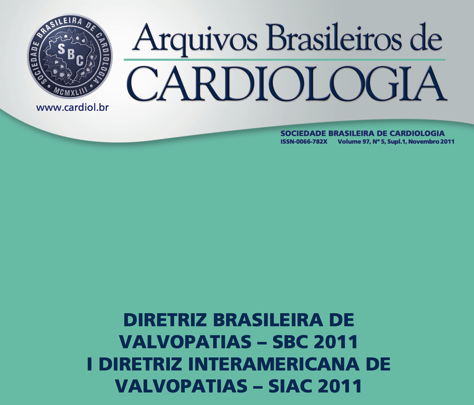 SOCIEDADE BRASILEIRA DE CARDIOLOGIA
SBC
MCMXLIII
www.cardiol.br
Arquivos Brasileiros de
CARDIOLOGIA
SOCIEDADE BRASILEIRA DE CARDIOLOGIA
ISSN-0066-782X Volume 97, Nº 5, Supl.1, Novembro 2011
DIRETRIZ BRASILEIRA DE
VALVOPATIAS – SBC 2011
I DIRETRIZ INTERAMERICANA DE
VALVOPATIAS – SIAC 2011